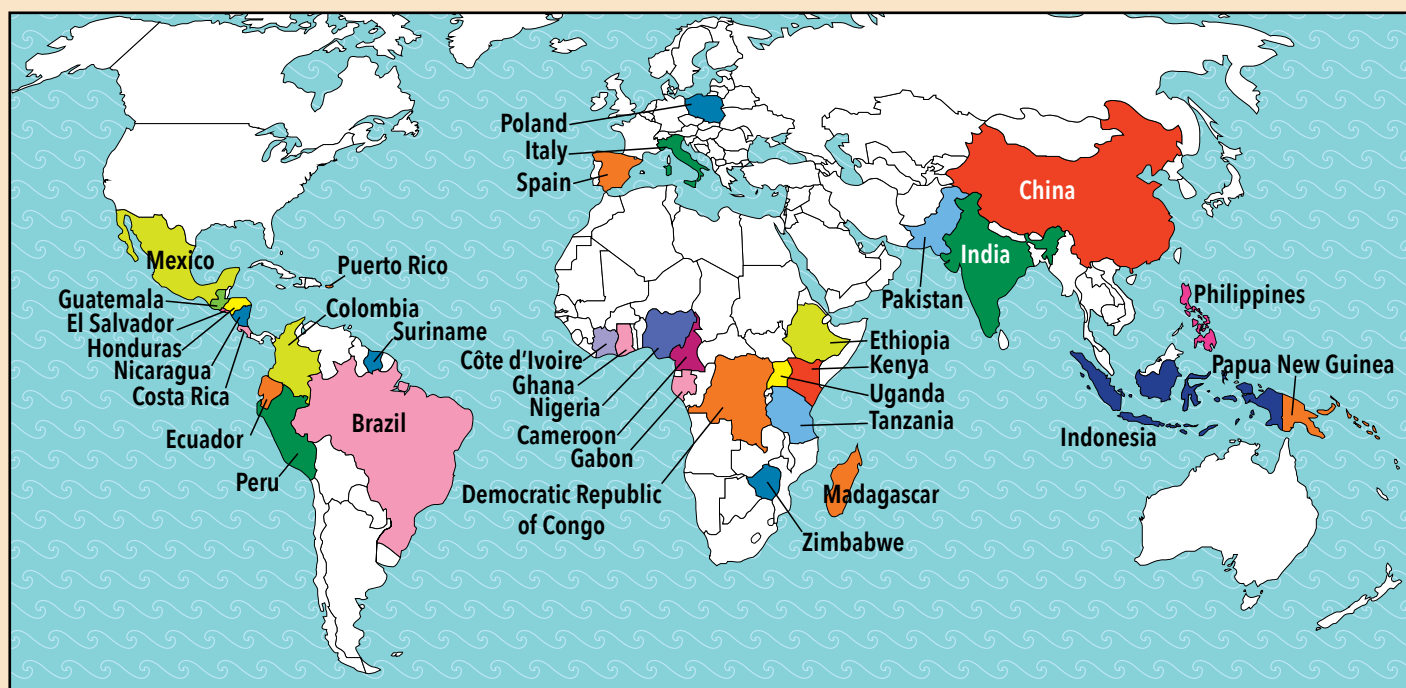 Poland
Italy
Spain
China
India
Pakistan
Philippines
Papua New Guinea
Indonesia
Mexico
Puerto Rico
Guatemala
El Salvador
Honduras
Nicaragua
Costa Rica
Colombia
Suriname
Ecuador
Brazil
Peru
Côte d'Ivoire
Ghana
Nigeria
Cameroon
Gabon
Democratic Republic
of Congo
Ethiopia
Kenya
Uganda
Tanzania
Madagascar
Zimbabwe